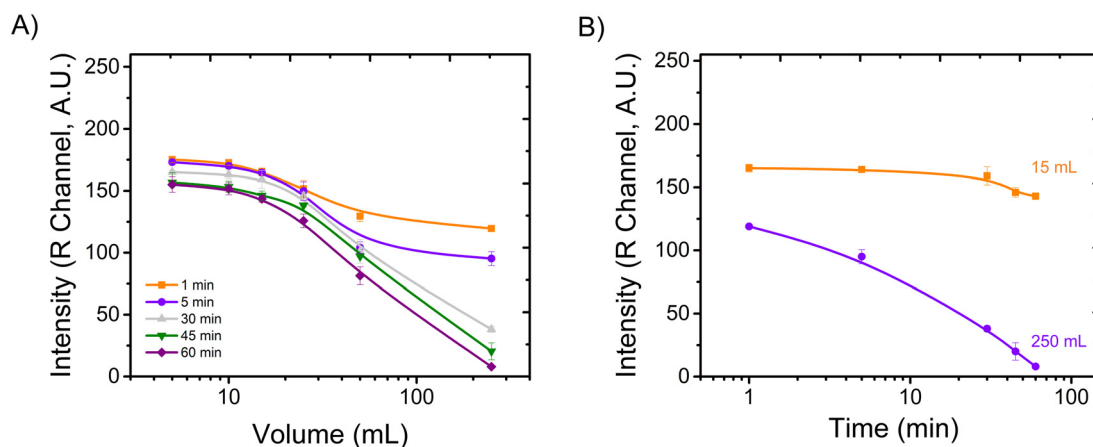 A)
250
200
150
100
50
0
Intensity (R Channel, A.U.)
1 min
5 min
30 min
45 min
60 min
10
100
Volume (mL)
B)
250
200
150
100
50
0
Intensity (R Channel, A.U.)
15 mL
250 mL
1
10
100
Time (min)